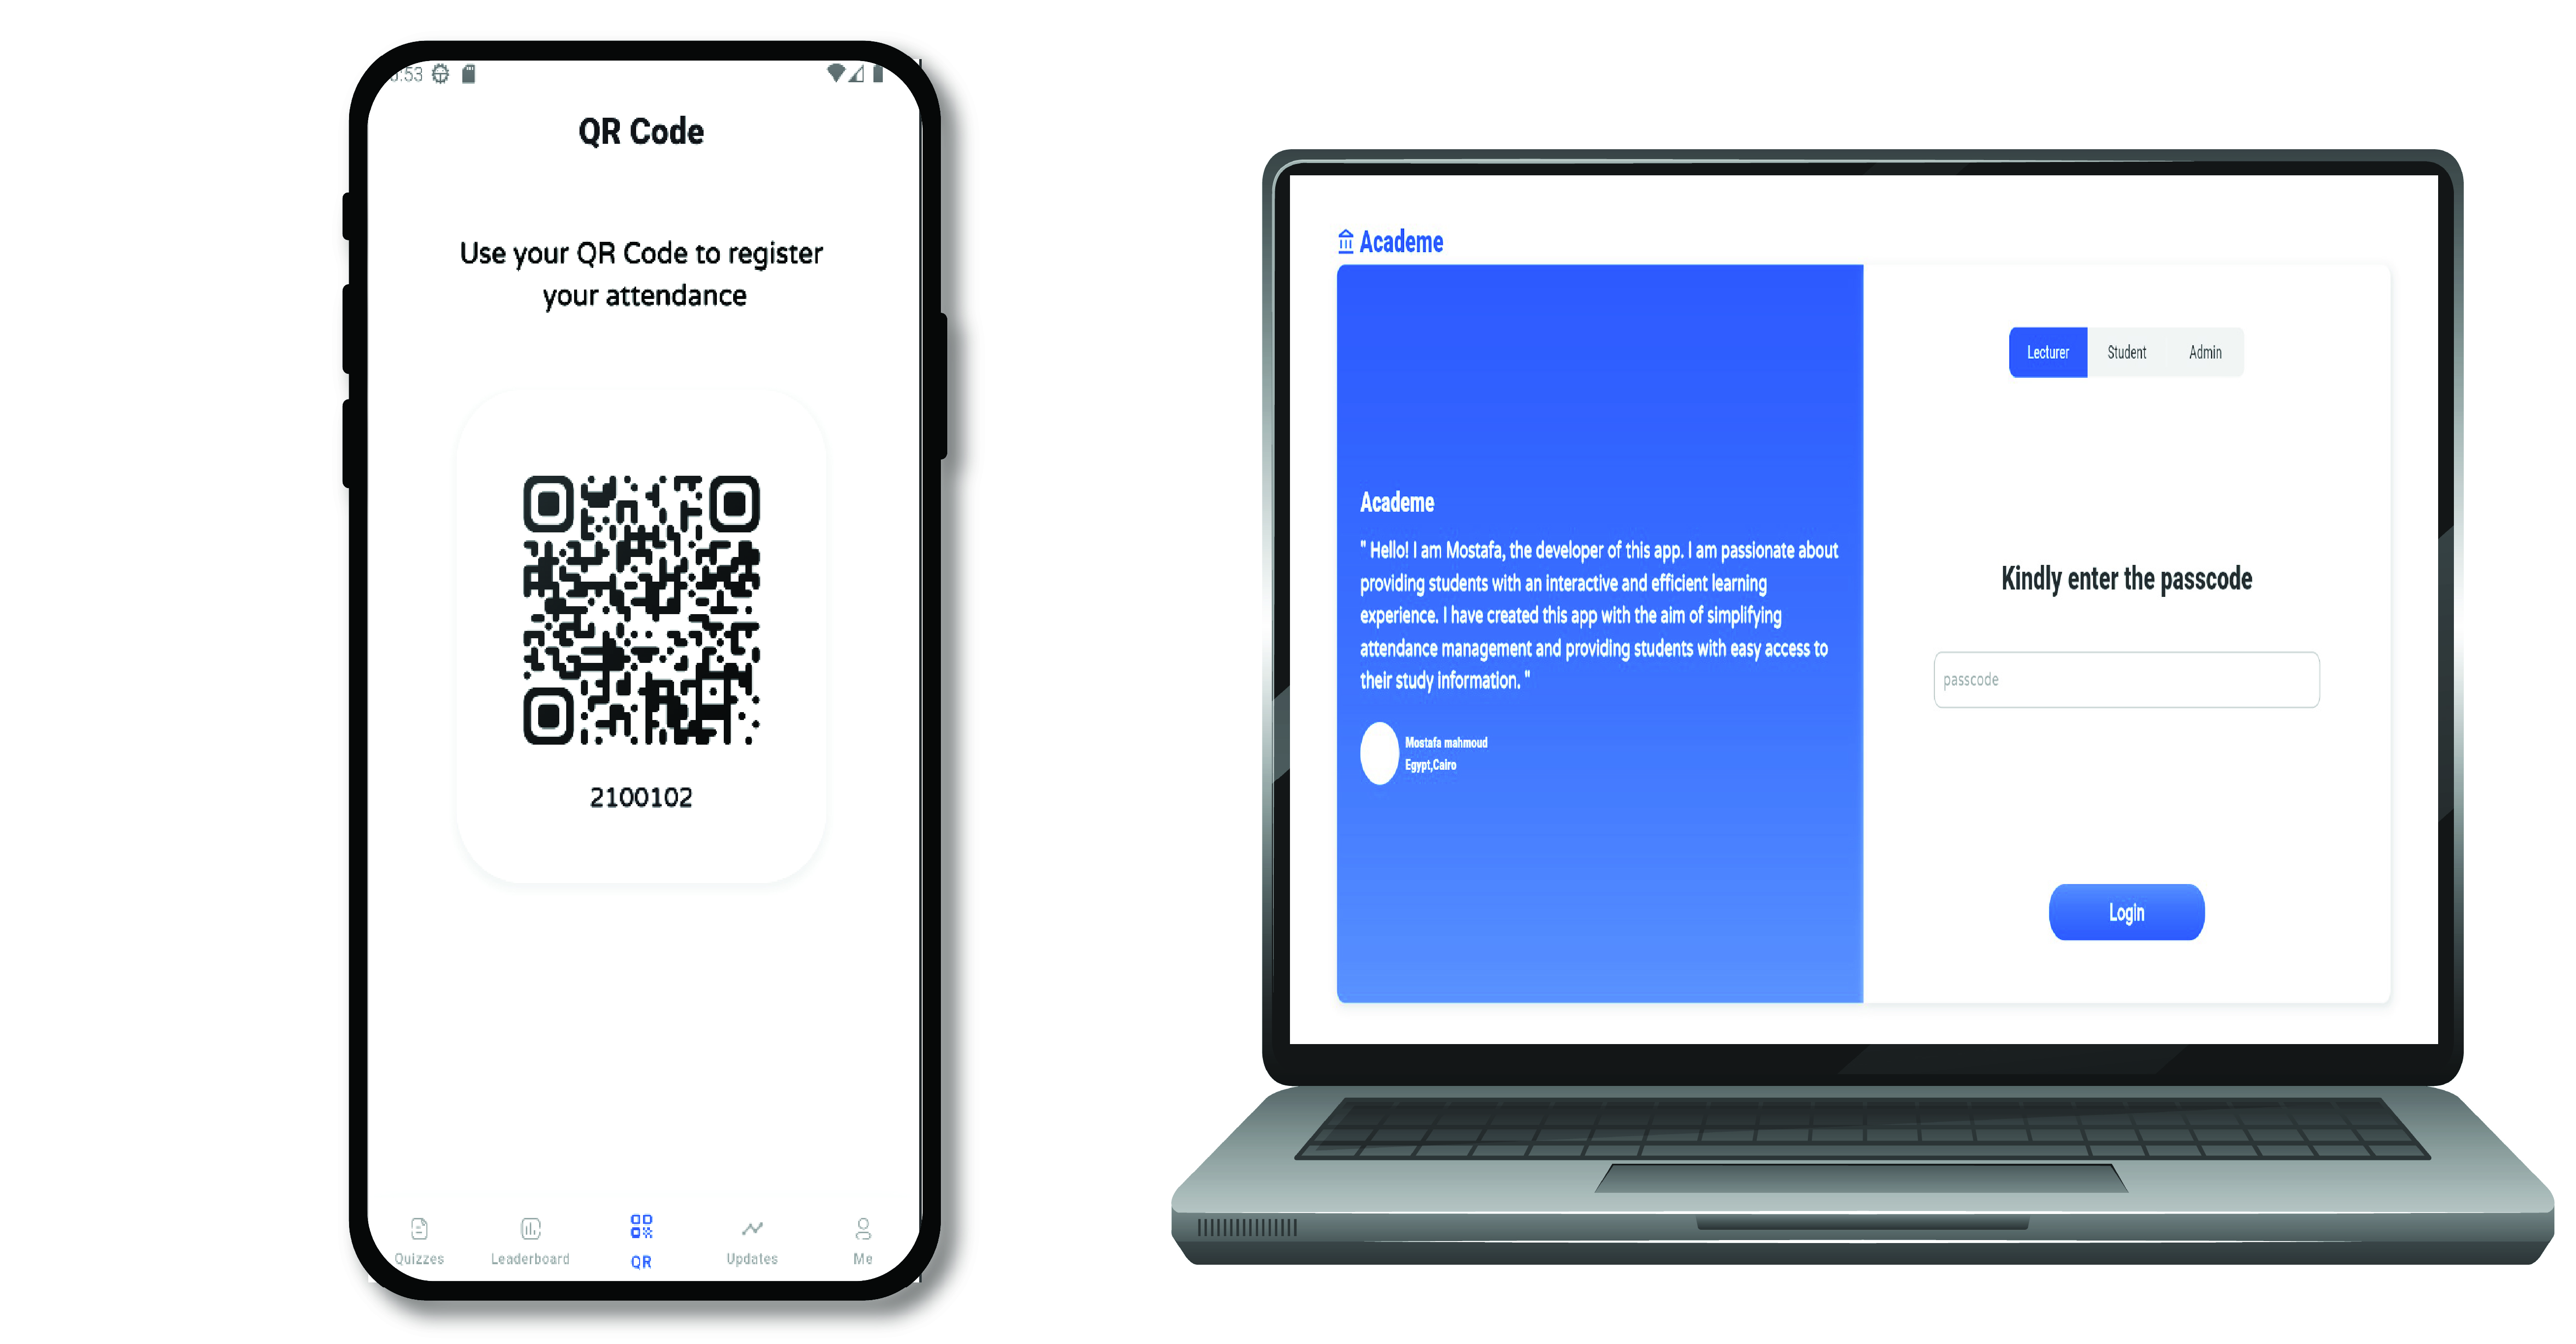 :53
QR Code
Use your QR Code to register
your attendance
2100102
Quizzes
Leaderboard
QR
Updates
Me
Academe
Academe
" Hello! I am Mostafa, the developer of this app. I am passionate about
providing students with an interactive and efficient learning
experience. I have created this app with the aim of simplifying
attendance management and providing students with easy access to
their study information. "
Mostafa mahmoud
Egypt,Cairo
Lecturer
Student
Admin
Kindly enter the passcode
passcode
Login